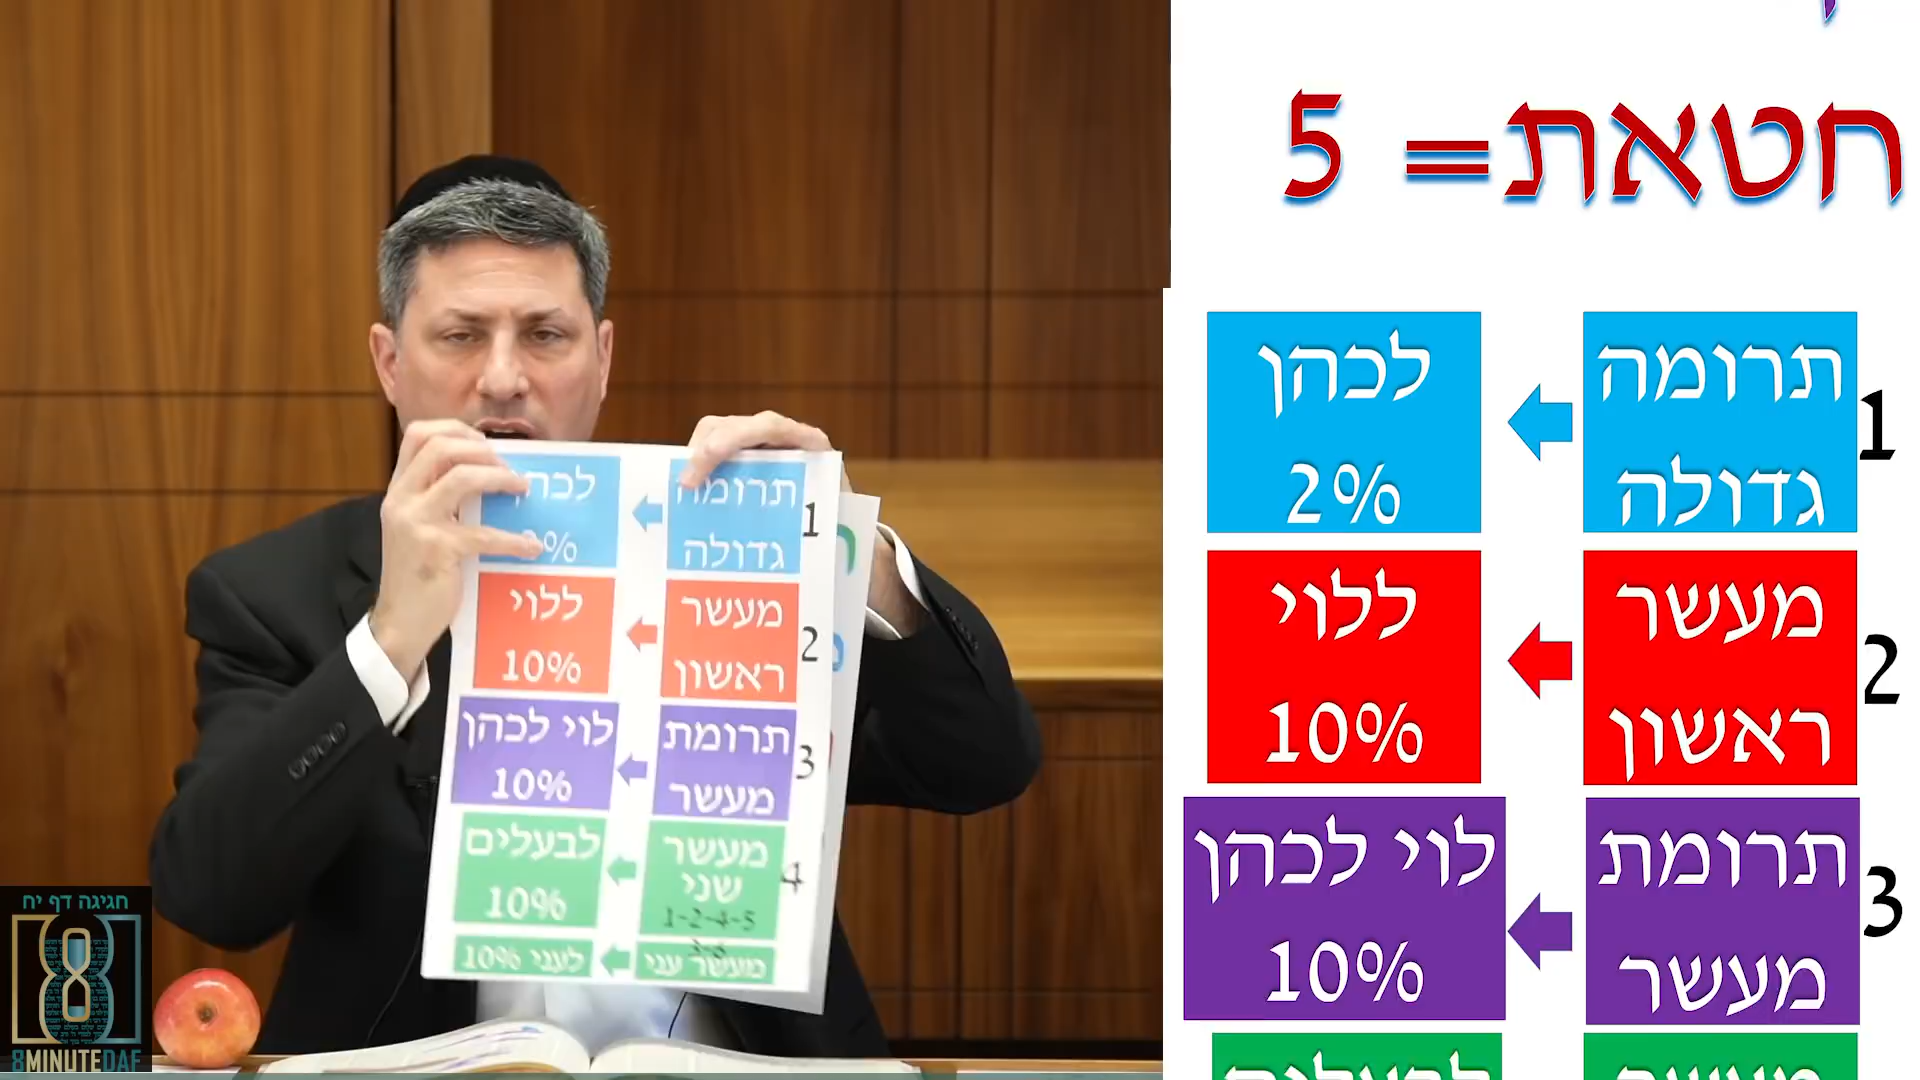 חטאת= 5
תרומה גדולה
לכהן 2%
1
מעשר ראשון
ללוי 10%
2
תרומת מעשר
לוי לכהן 10%
3
תרומה גדולה
לכהן %
1
מעשר ראשון
ללוי 10%
2
תרומת מעשר
לוי לכהן 10%
3
מעשר שני
1-2-4-5
לבעלים 10%
4
מעשר עני
לעני 10%
חגיגה דף יח
8MINUTEDAF